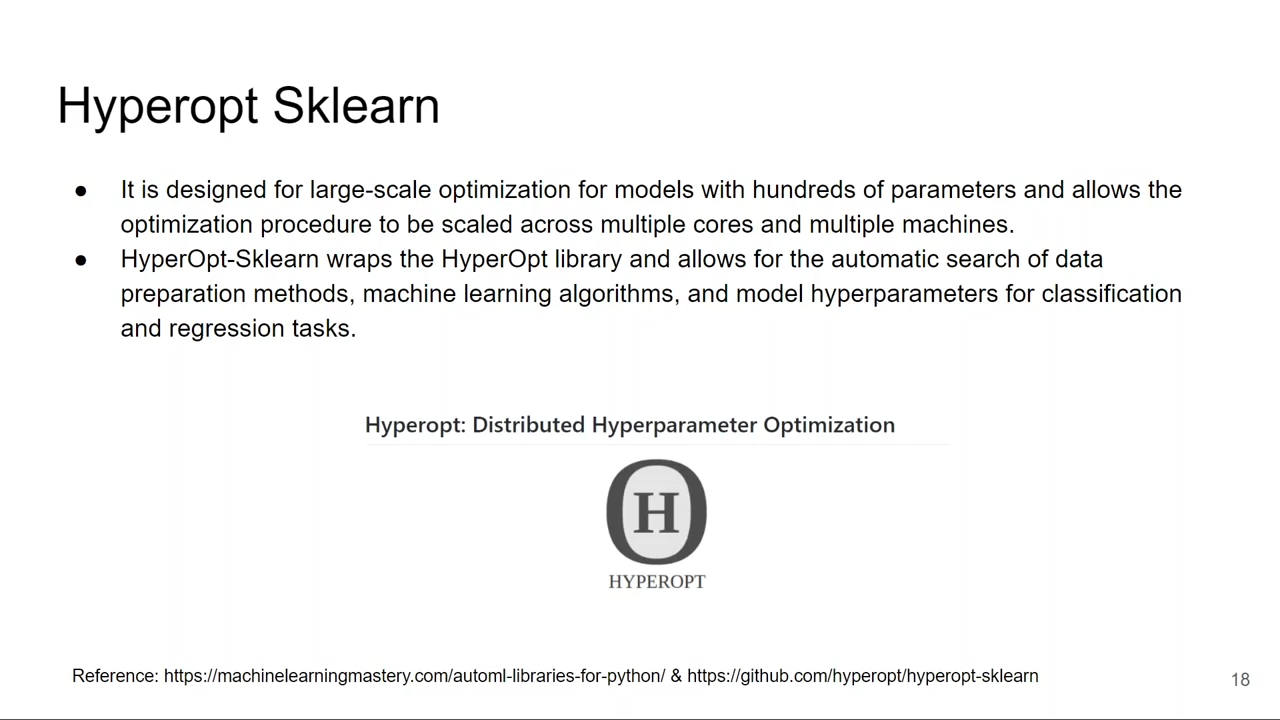 Hyperopt Sklearn
● It is designed for large-scale optimization for models with hundreds of parameters and allows the
optimization procedure to be scaled across multiple cores and multiple machines.
● HyperOpt-Sklearn wraps the HyperOpt library and allows for the automatic search of data
preparation methods, machine learning algorithms, and model hyperparameters for classification
and regression tasks.
Hyperopt: Distributed Hyperparameter Optimization
H
HYPEROPT
Reference: https://machinelearningmastery.com/automl-libraries-for-python/ & https://github.com/hyperopt/hyperopt-sklearn
18